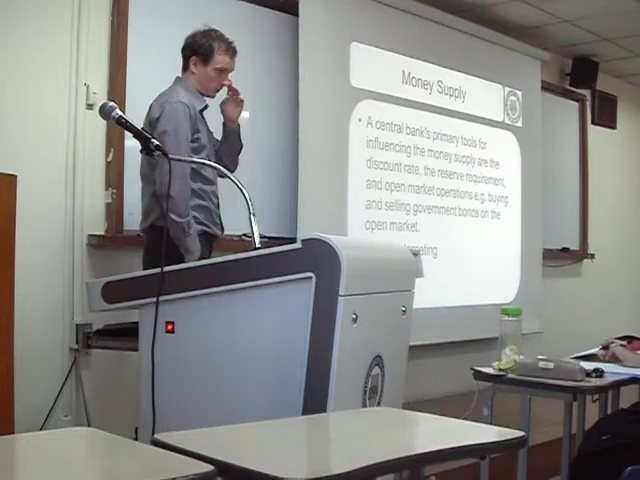 Money Supply
• A central bank's primary tools for
influencing the money supply are the
discount rate, the reserve requirement,
and open market operations e.g. buying
and selling government bonds on the
open market.